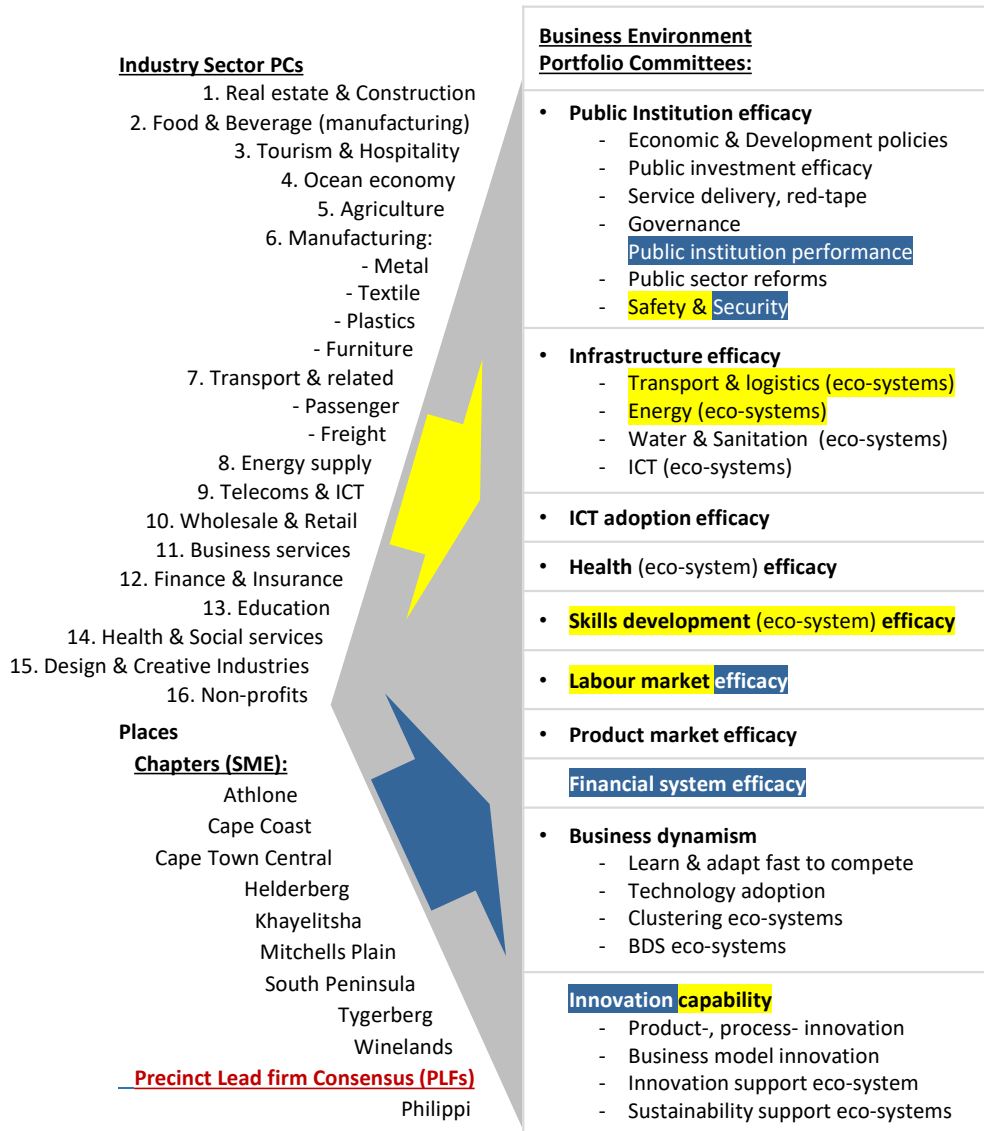 Industry Sector PCs
1. Real estate & Construction
2. Food & Beverage (manufacturing)
3. Tourism & Hospitality
4. Ocean economy
5. Agriculture
6. Manufacturing:
- Metal
- Textile
- Plastics
- Furniture
7. Transport & related
- Passenger
- Freight
8. Energy supply
9. Telecoms & ICT
10. Wholesale & Retail
11. Business services
12. Finance & Insurance
13. Education
14. Health & Social services
15. Design & Creative Industries
16. Non-profits
Places
Chapters (SME):
Athlone
Cape Coast
Cape Town Central
Helderberg
Khayelitsha
Mitchells Plain
South Peninsula
Tygerberg
Winelands
Precinct Lead firm Consensus (PLFs)
Philippi
Business Environment
Portfolio Committees:
• Public Institution efficacy
- Economic & Development policies
- Public investment efficacy
- Service delivery, red-tape
- Governance
Public institution performance
- Public sector reforms
- Safety & Security
• Infrastructure efficacy
- Transport & logistics (eco-systems)
- Energy (eco-systems)
- Water & Sanitation (eco-systems)
- ICT (eco-systems)
• ICT adoption efficacy
• Health (eco-system) efficacy
• Skills development (eco-system) efficacy
• Labour market efficacy
• Product market efficacy
Financial system efficacy
• Business dynamism
- Learn & adapt fast to compete
- Technology adoption
- Clustering eco-systems
- BDS eco-systems
Innovation capability
- Product-, process- innovation
- Business model innovation
- Innovation support eco-system
- Sustainability support eco-systems